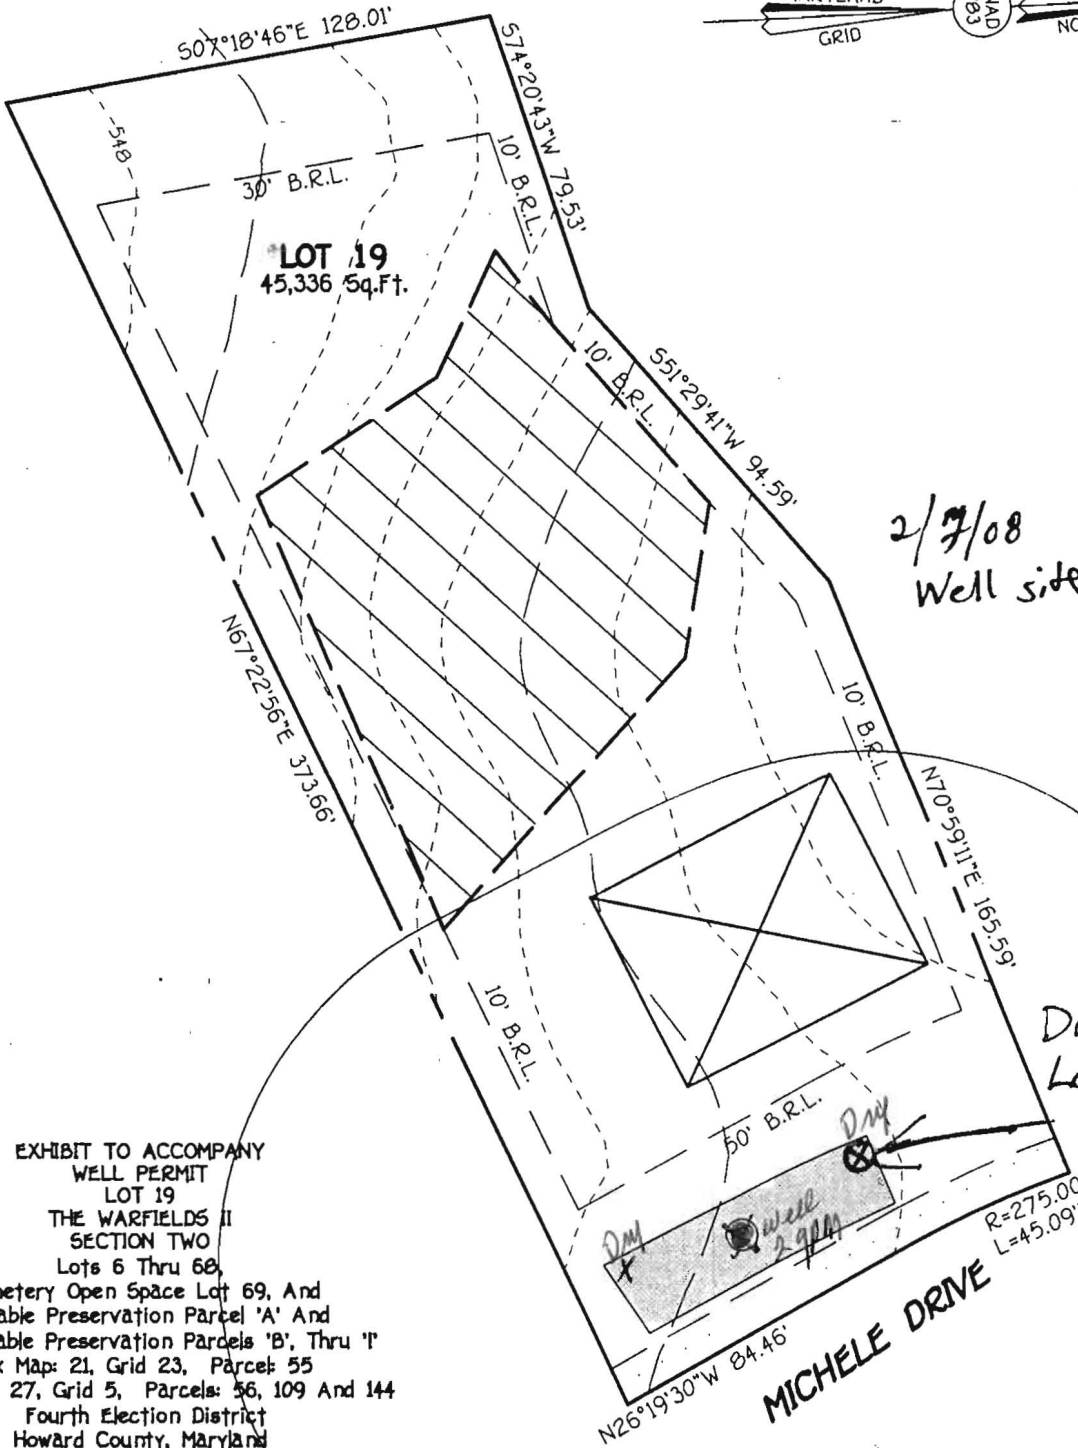 S07°18'46"E 128.01'
GRID
NAD
83
S74°20'43"W 79.53'
548
30' B.R.L.
10' B.R.L.
LOT 19
45,336 Sq.Ft.
10' B.R.L.
S51°29'41"W 94.59'
2/7/08
Well site
N67°22'56"E 373.66'
10' B.R.L.
N70°59'11"E 165.59'
10' B.R.L.
50' B.R.L.
Dry
Dry
X
Well
2 gpm
R=275.00
L=45.09'
N26°19'30"W 84.46'
MICHELE DRIVE
EXHIBIT TO ACCOMPANY
WELL PERMIT
LOT 19
THE WARFIELDS II
SECTION TWO
Lots 6 Thru 68,
Open Space Lot 69, And
Preservation Parcel 'A' And
Preservation Parcels 'B', Thru 'I'
Map: 21, Grid 23, Parcel: 55
27, Grid 5, Parcels: 56, 109 And 144
Fourth Election District
Howard County, Maryland